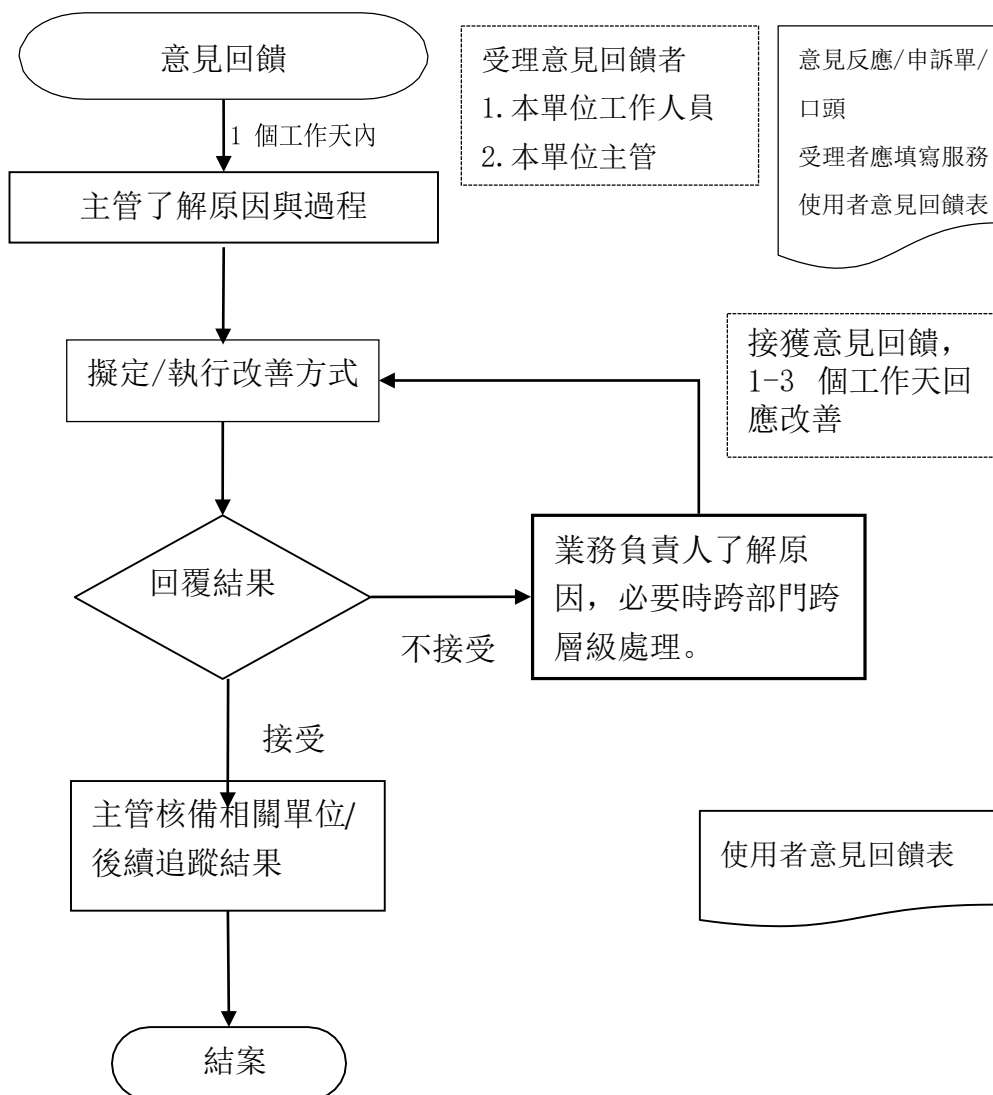 意見回饋
受理意見回饋者
1.本單位工作人員
2.本單位主管
意見反應/申訴單/
口頭
受理者應填寫服務
使用者意見回饋表
1 個工作天內
主管了解原因與過程
擬定/執行改善方式
接獲意見回饋，
1-3 個工作天回
應改善
回覆結果
不接受
業務負責人了解原
因，必要時跨部門跨
層級處理。
接受
主管核備相關單位/
後續追蹤結果
使用者意見回饋表
結案